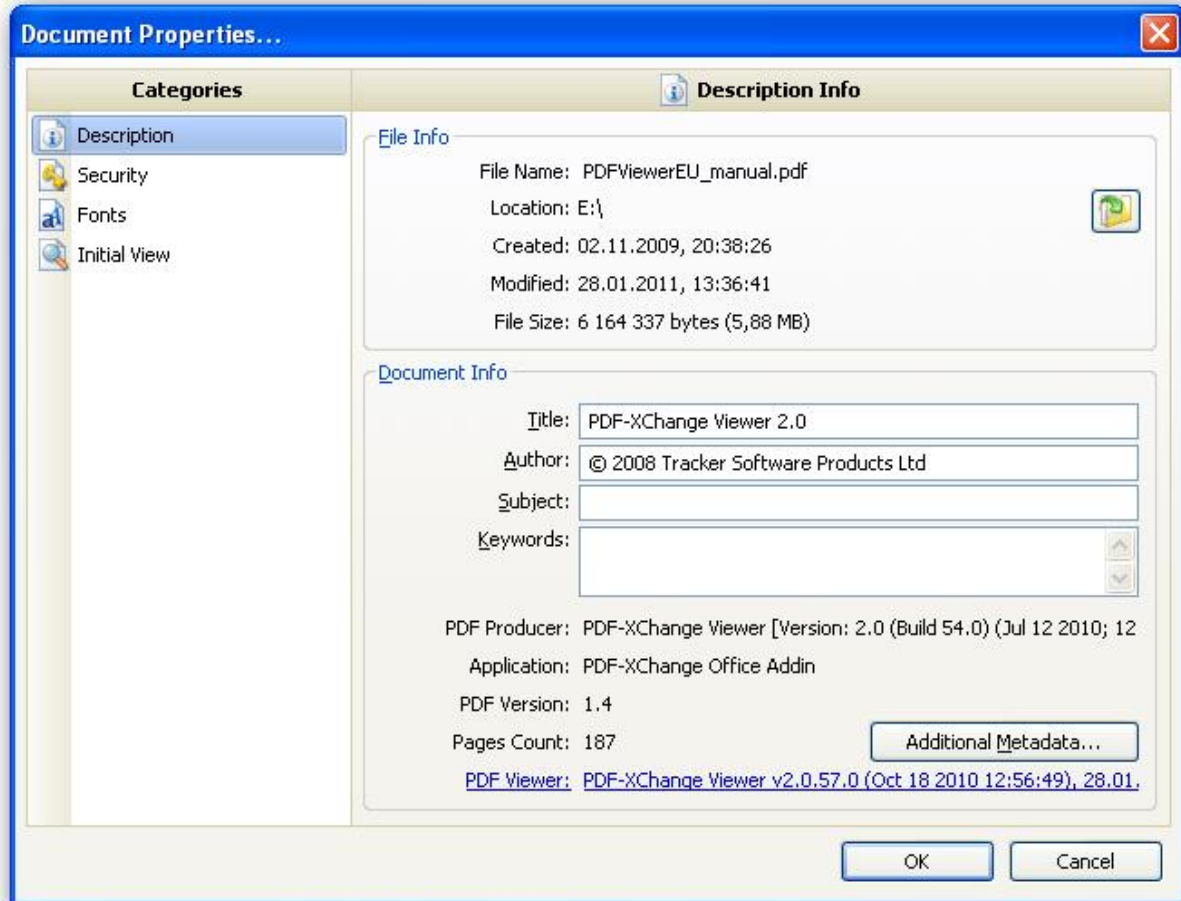 Document Properties...
Categories
Description Info
Description
Security
Fonts
Initial View
File Info
File Name: PDFViewerEU_manual.pdf
Location: E:\
Created: 02.11.2009, 20:38:26
Modified: 28.01.2011, 13:36:41
File Size: 6 164 337 bytes (5,88 MB)
Document Info
Title: PDF-XChange Viewer 2.0
Author: © 2008 Tracker Software Products Ltd
Subject:
Keywords:
PDF Producer: PDF-XChange Viewer [Version: 2.0 (Build 54.0) (Jul 12 2010; 12
Application: PDF-XChange Office Addin
PDF Version: 1.4
Pages Count: 187
Additional Metadata...
PDF Viewer: PDF-XChange Viewer v2.0.57.0 (Oct 18 2010 12:56:49), 28.01.
OK
Cancel